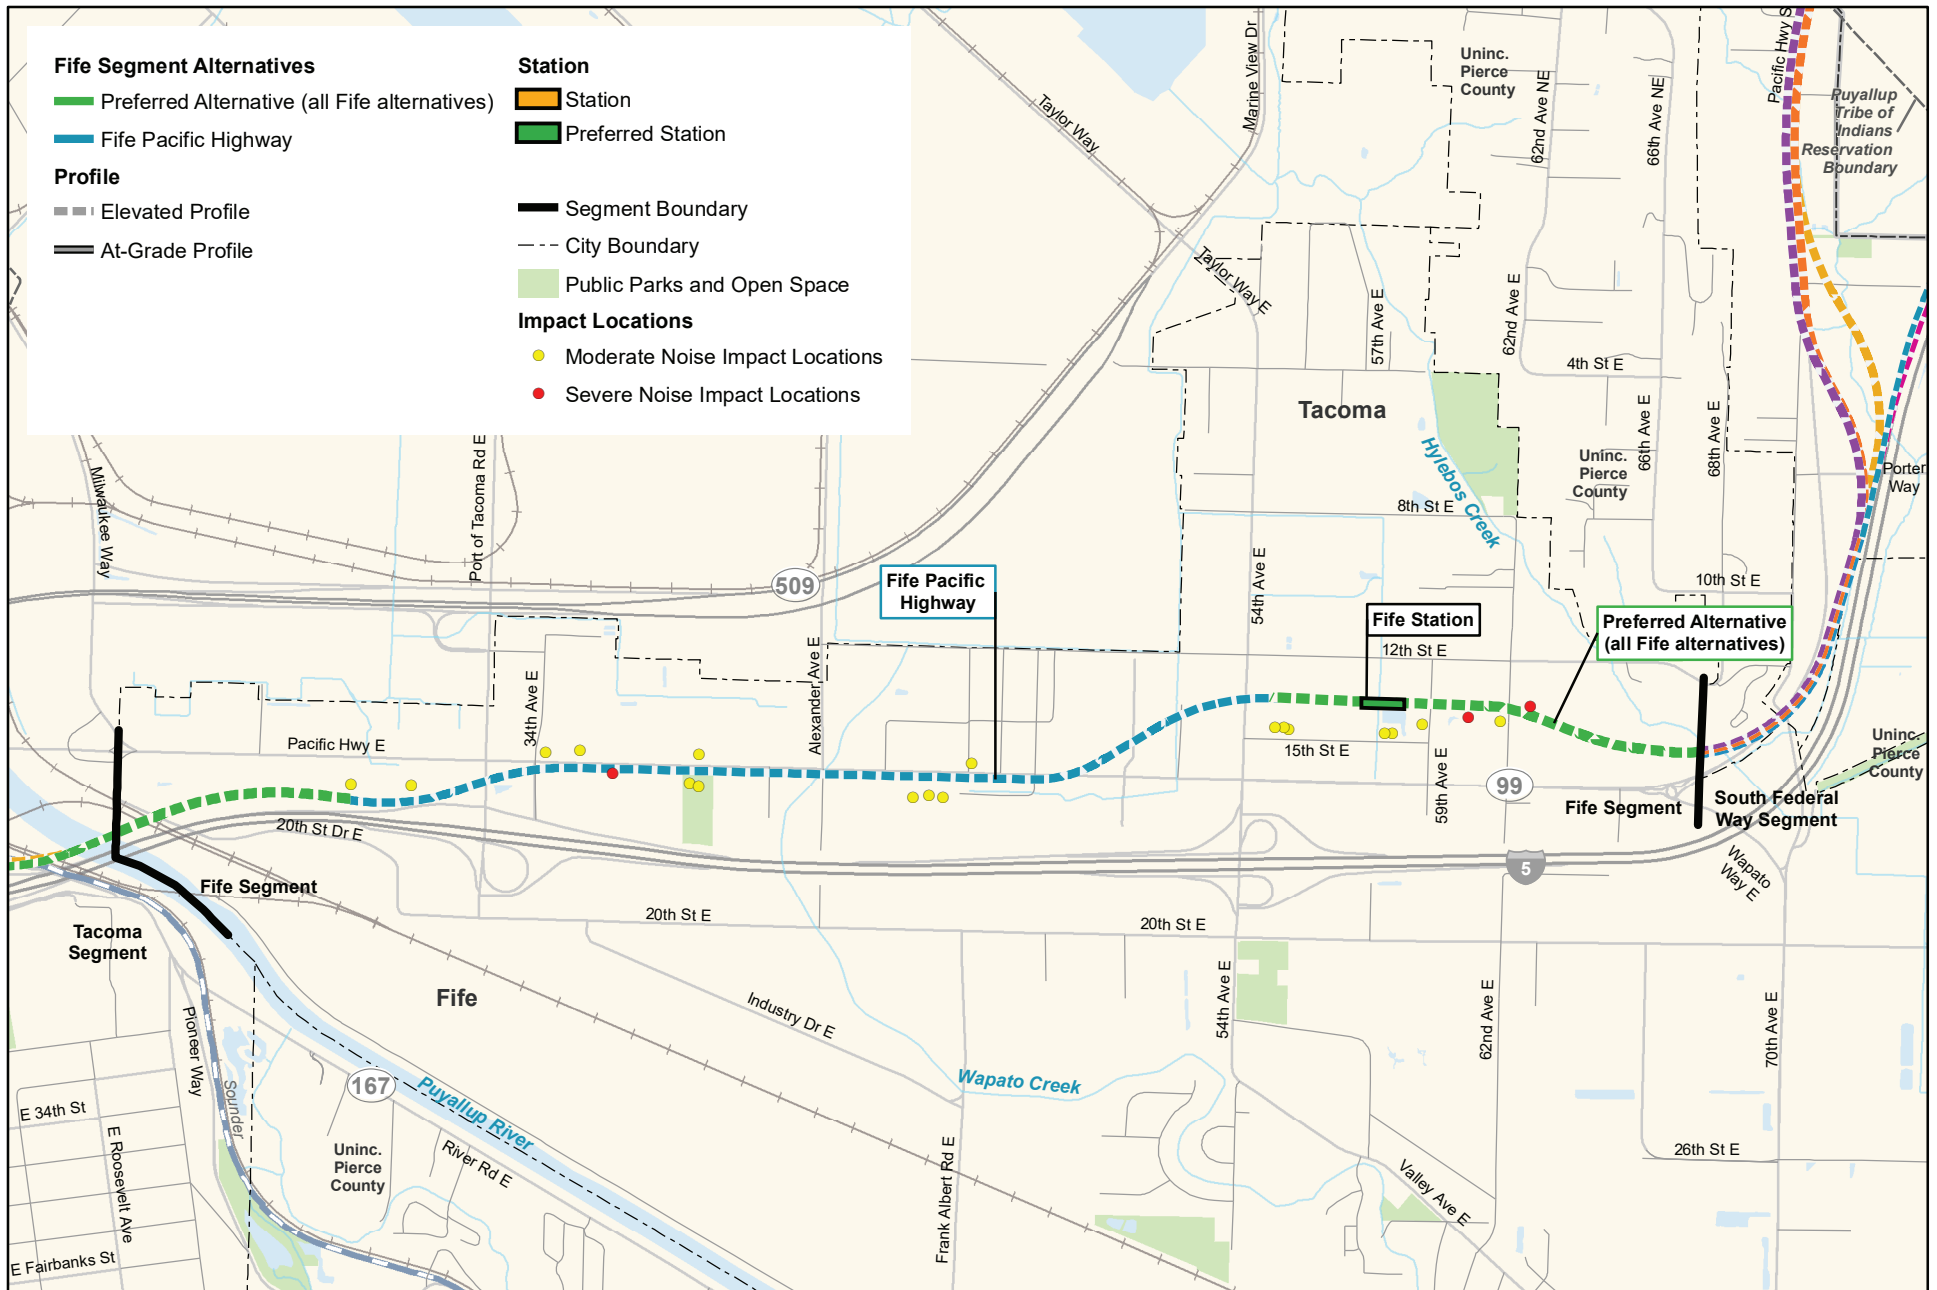 Fife Segment Alternatives
Preferred Alternative (all Fife alternatives)
Fife Pacific Highway
Profile
Elevated Profile
At-Grade Profile
Station
Station
Preferred Station
Segment Boundary
City Boundary
Public Parks and Open Space
Impact Locations
Moderate Noise Impact Locations
Severe Noise Impact Locations
Taylor Way
Marine View Dr
Uninc.
Pierce
County
62nd Ave NE
66th Ave NE
Pacific Hwy S
Puyallup
Tribe of
Indians
Reservation
Boundary
Taylor Way E
57th Ave E
62nd Ave E
4th St E
Tacoma
66th Ave E
68th Ave E
Hylebos Creek
Uninc.
Pierce
County
Porter
Way
Milwaukee Way
Port of Tacoma Rd E
8th St E
509
Fife Pacific
Highway
54th Ave E
10th St E
Fife Station
Preferred Alternative
(all Fife alternatives)
12th St E
34th Ave E
Alexander Ave E
Pacific Hwy E
15th St E
59th Ave E
99
Uninc.
Pierce
County
Fife Segment
South Federal
Way Segment
20th St Dr E
5
Wapato
Way E
Fife Segment
20th St E
20th St E
Tacoma
Segment
Fife
Industry Dr E
54th Ave E
62nd Ave E
70th Ave E
Pioneer Way
Sounder
167
Puyallup River
Wapato Creek
E 34th St
E Roosevelt Ave
Uninc.
Pierce
County
River Rd E
Frank Albert Rd E
Valley Ave E
26th St E
E Fairbanks St